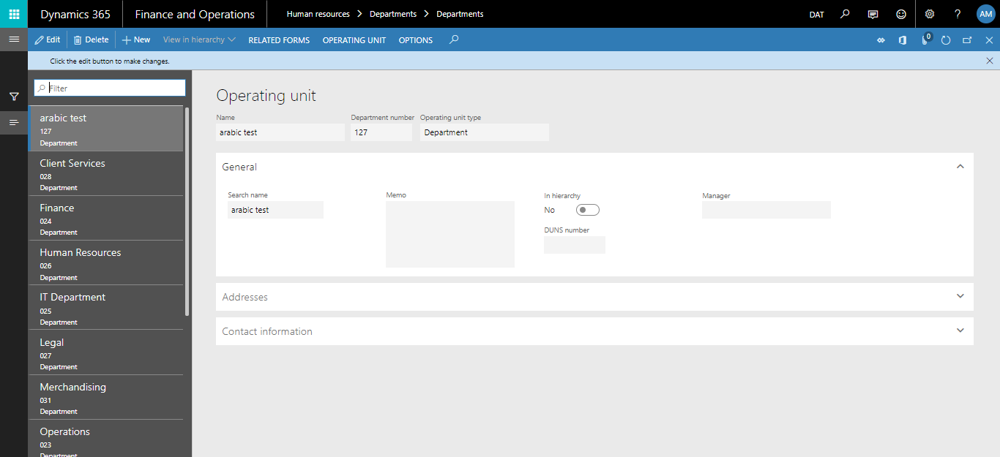 Dynamics 365 Finance and Operations Human resources > Departments > Departments DAT ? AM
Edit Delete + New View in hierarchy RELATED FORMS OPERATING UNIT OPTIONS 0
Click the edit button to make changes.
Filter
arabic test
127
Department
Client Services
028
Department
Finance
024
Department
Human Resources
026
Department
IT Department
025
Department
Legal
027
Department
Merchandising
031
Department
Operations
023
Department
Operating unit
Name Department number Operating unit type
arabic test 127 Department
General
Search name Memo In hierarchy Manager
arabic test No
DUNS number
Addresses
Contact information